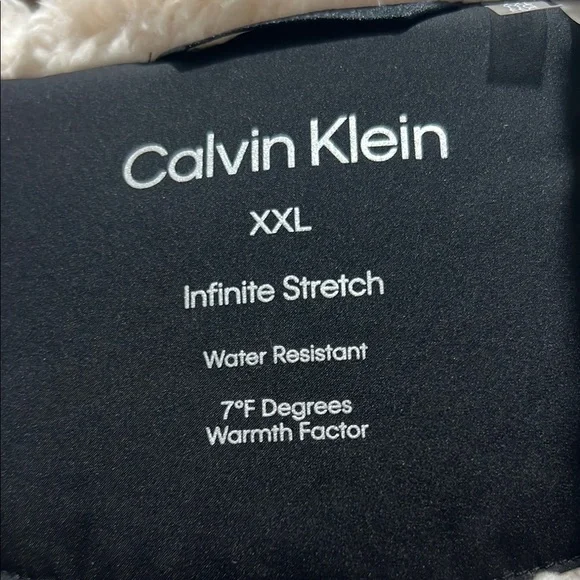 Calvin Klein
XXL
Infinite Stretch
Water Resistant
7°F Degrees
Warmth Factor